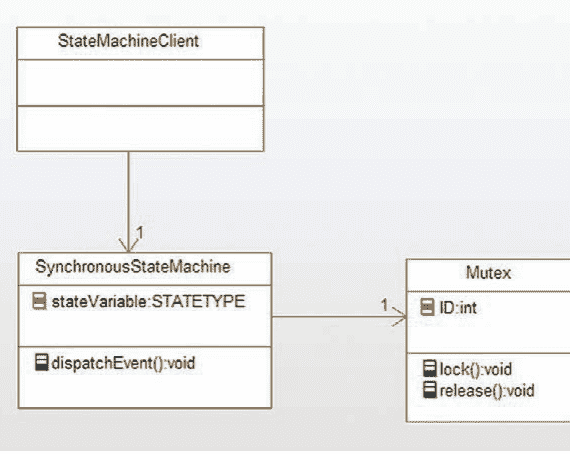 StateMachineClient
1
SynchronousStateMachine
stateVariable:STATETYPE
dispatchEvent():void
1
Mutex
ID:int
lock():void
release():void